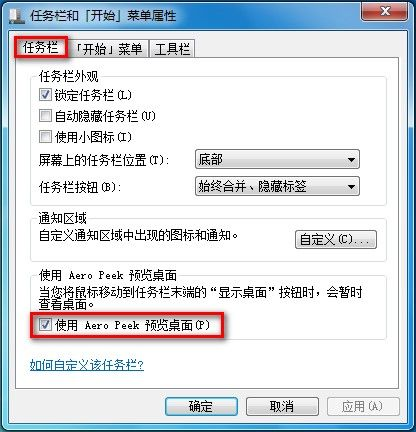 任务栏和「开始」菜单属性
任务栏 「开始」菜单 工具栏
任务栏外观
锁定任务栏(L)
自动隐藏任务栏(U)
使用小图标(I)
屏幕上的任务栏位置(T): 底部
任务栏按钮(B): 始终合并、隐藏标签
通知区域
自定义通知区域中出现的图标和通知。 自定义(C)...
使用 Aero Peek 预览桌面
当您将鼠标移动到任务栏末端的“显示桌面”按钮时，会暂时
查看桌面。
使用 Aero Peek 预览桌面(P)
如何自定义该任务栏?
确定 取消 应用(A)